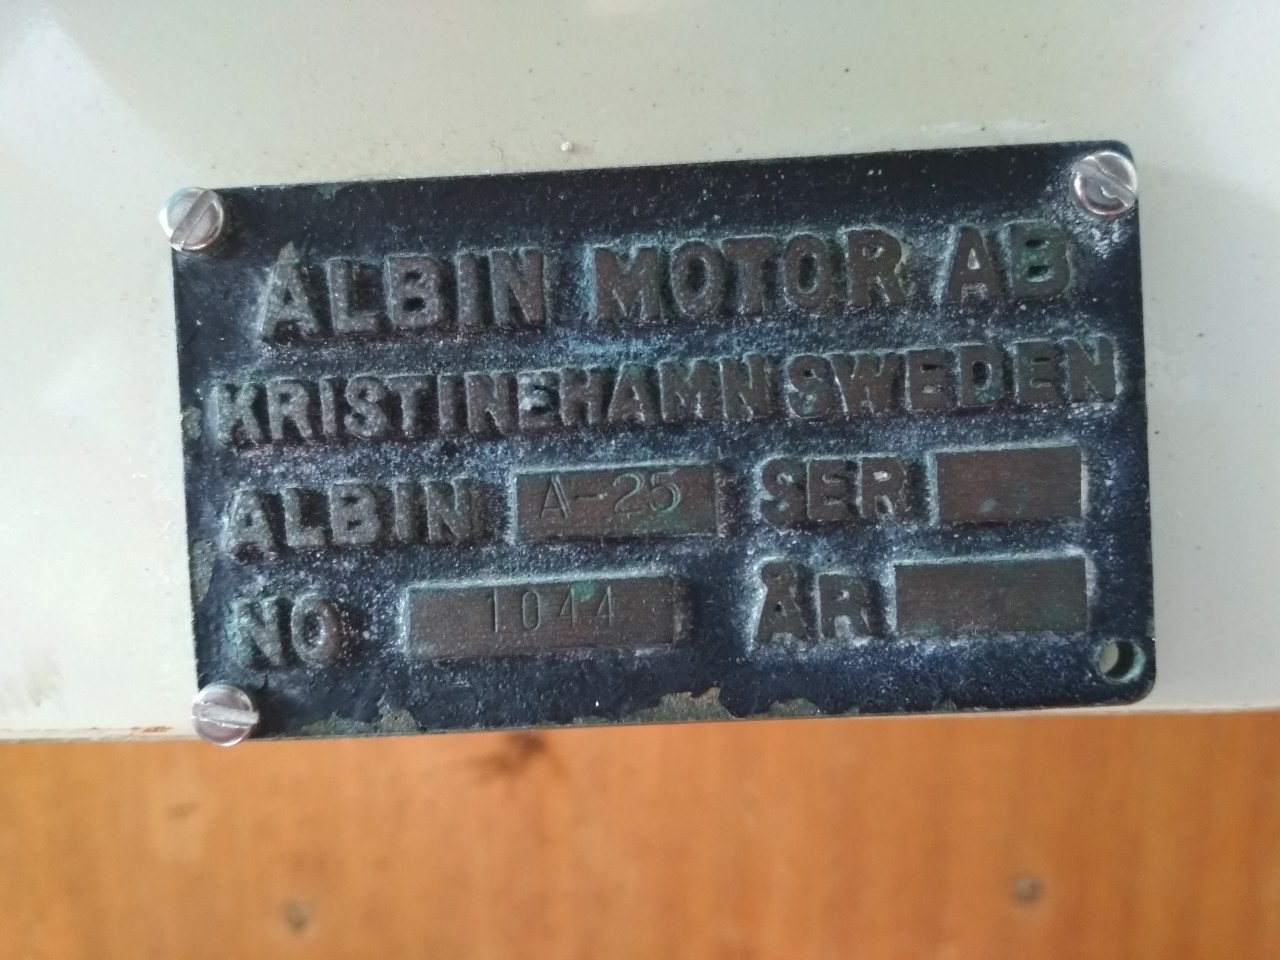 ALBIN MOTOR AB
KRISTINEHAMN SWEDEN
ALBIN A-25 SER
NO 1044 ÅR